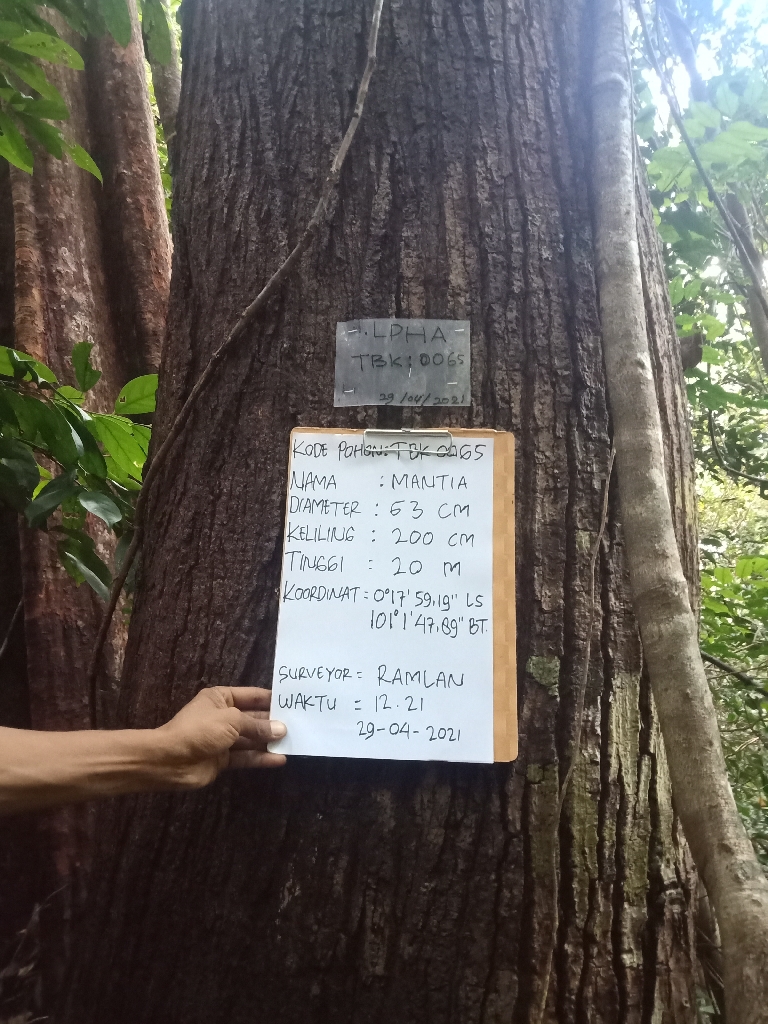 LPHA
TBK: 0065
29/04/2021
KODE POHON: TBK 0065
NAMA : MANTIA
DIAMETER : 63 CM
KELILING : 200 CM
TINGGI : 20 M
KOORDINAT = 0°17'59,19" LS
101°1'47,89" BT.
SURVEYOR = RAMLAN
WAKTU = 12.21
29-04-2021